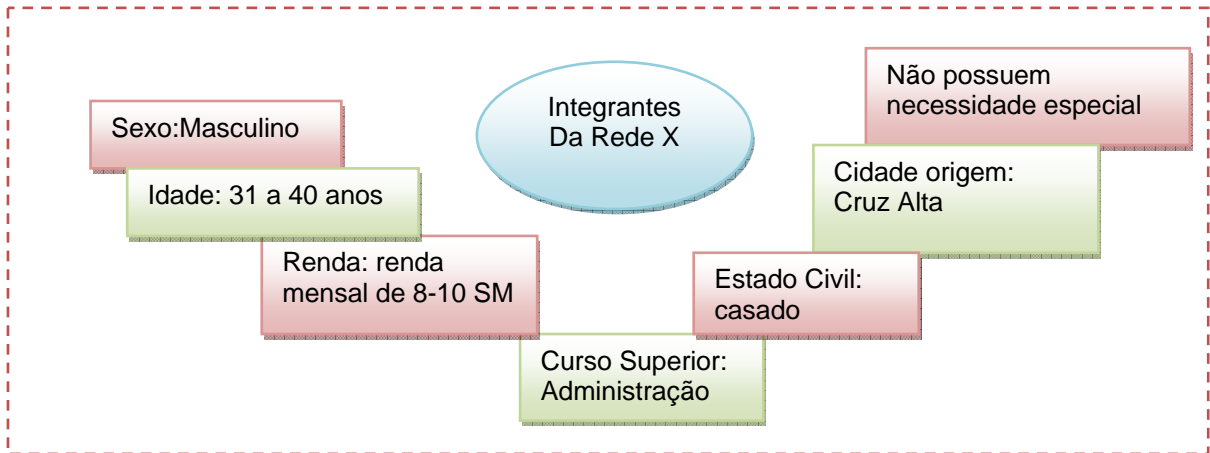 Integrantes
Da Rede X
Sexo:Masculino
Idade: 31 a 40 anos
Renda: renda
mensal de 8-10 SM
Curso Superior:
Administração
Estado Civil:
casado
Cidade origem:
Cruz Alta
Não possuem
necessidade especial